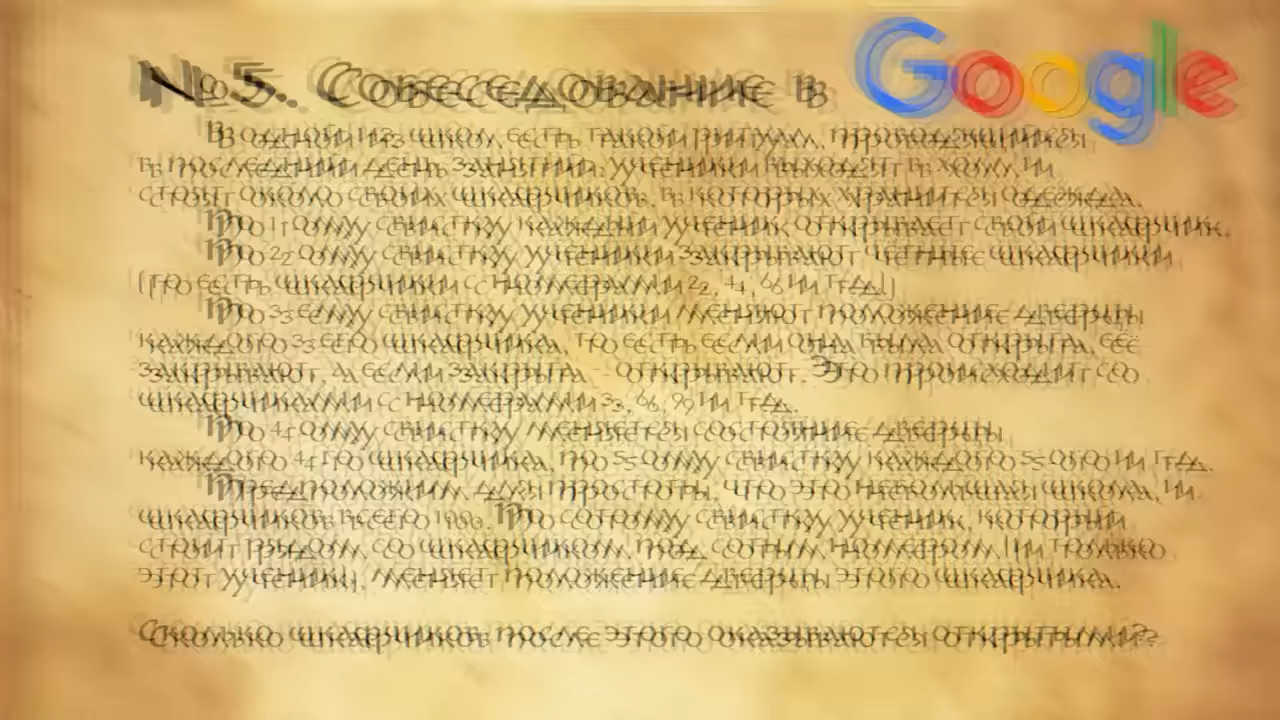 №5. Собеседование в Google
В одной из школ есть такой ритуал, проводящийся
в последний день занятий: ученики выходят в холл и
стоят около своих шкафчиков, в которых хранится одежда.
По 1-ому свистку каждый ученик открывает свой шкафчик.
По 2-ому свистку ученики закрывают чётные шкафчики
(то есть шкафчики с номерами 2, 4, 6 и т.д.)
По 3-ему свистку ученики меняют положение дверцы
каждого 3-его шкафчика, то есть если она была открыта, её
закрывают, а если закрыта - открывают. Это происходит со
шкафчиками с номерами 3, 6, 9 и т.д.
По 4-ому свистку меняется состояние дверцы
каждого 4-го шкафчика, по 5-ому свистку каждого 5-ого и т.д.
Предположим, для простоты, что это небольшая школа, и
шкафчиков всего 100. По сотому свистку ученик, который
стоит рядом со шкафчиком под сотым номером (и только
этот ученик), меняет положение дверцы этого шкафчика.
Сколько шкафчиков после этого оказываются открытыми?